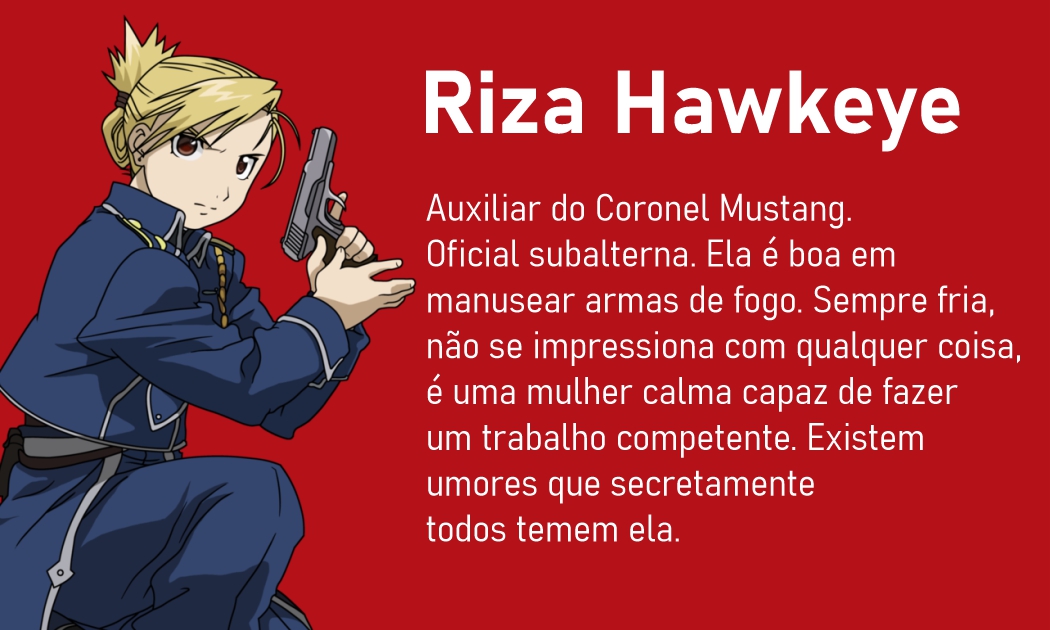 Riza Hawkeye
Auxiliar do Coronel Mustang.
Oficial subalterna. Ela é boa em
manusear armas de fogo. Sempre fria,
não se impressiona com qualquer coisa,
é uma mulher calma capaz de fazer
um trabalho competente. Existem
umores que secretamente
todos temem ela.